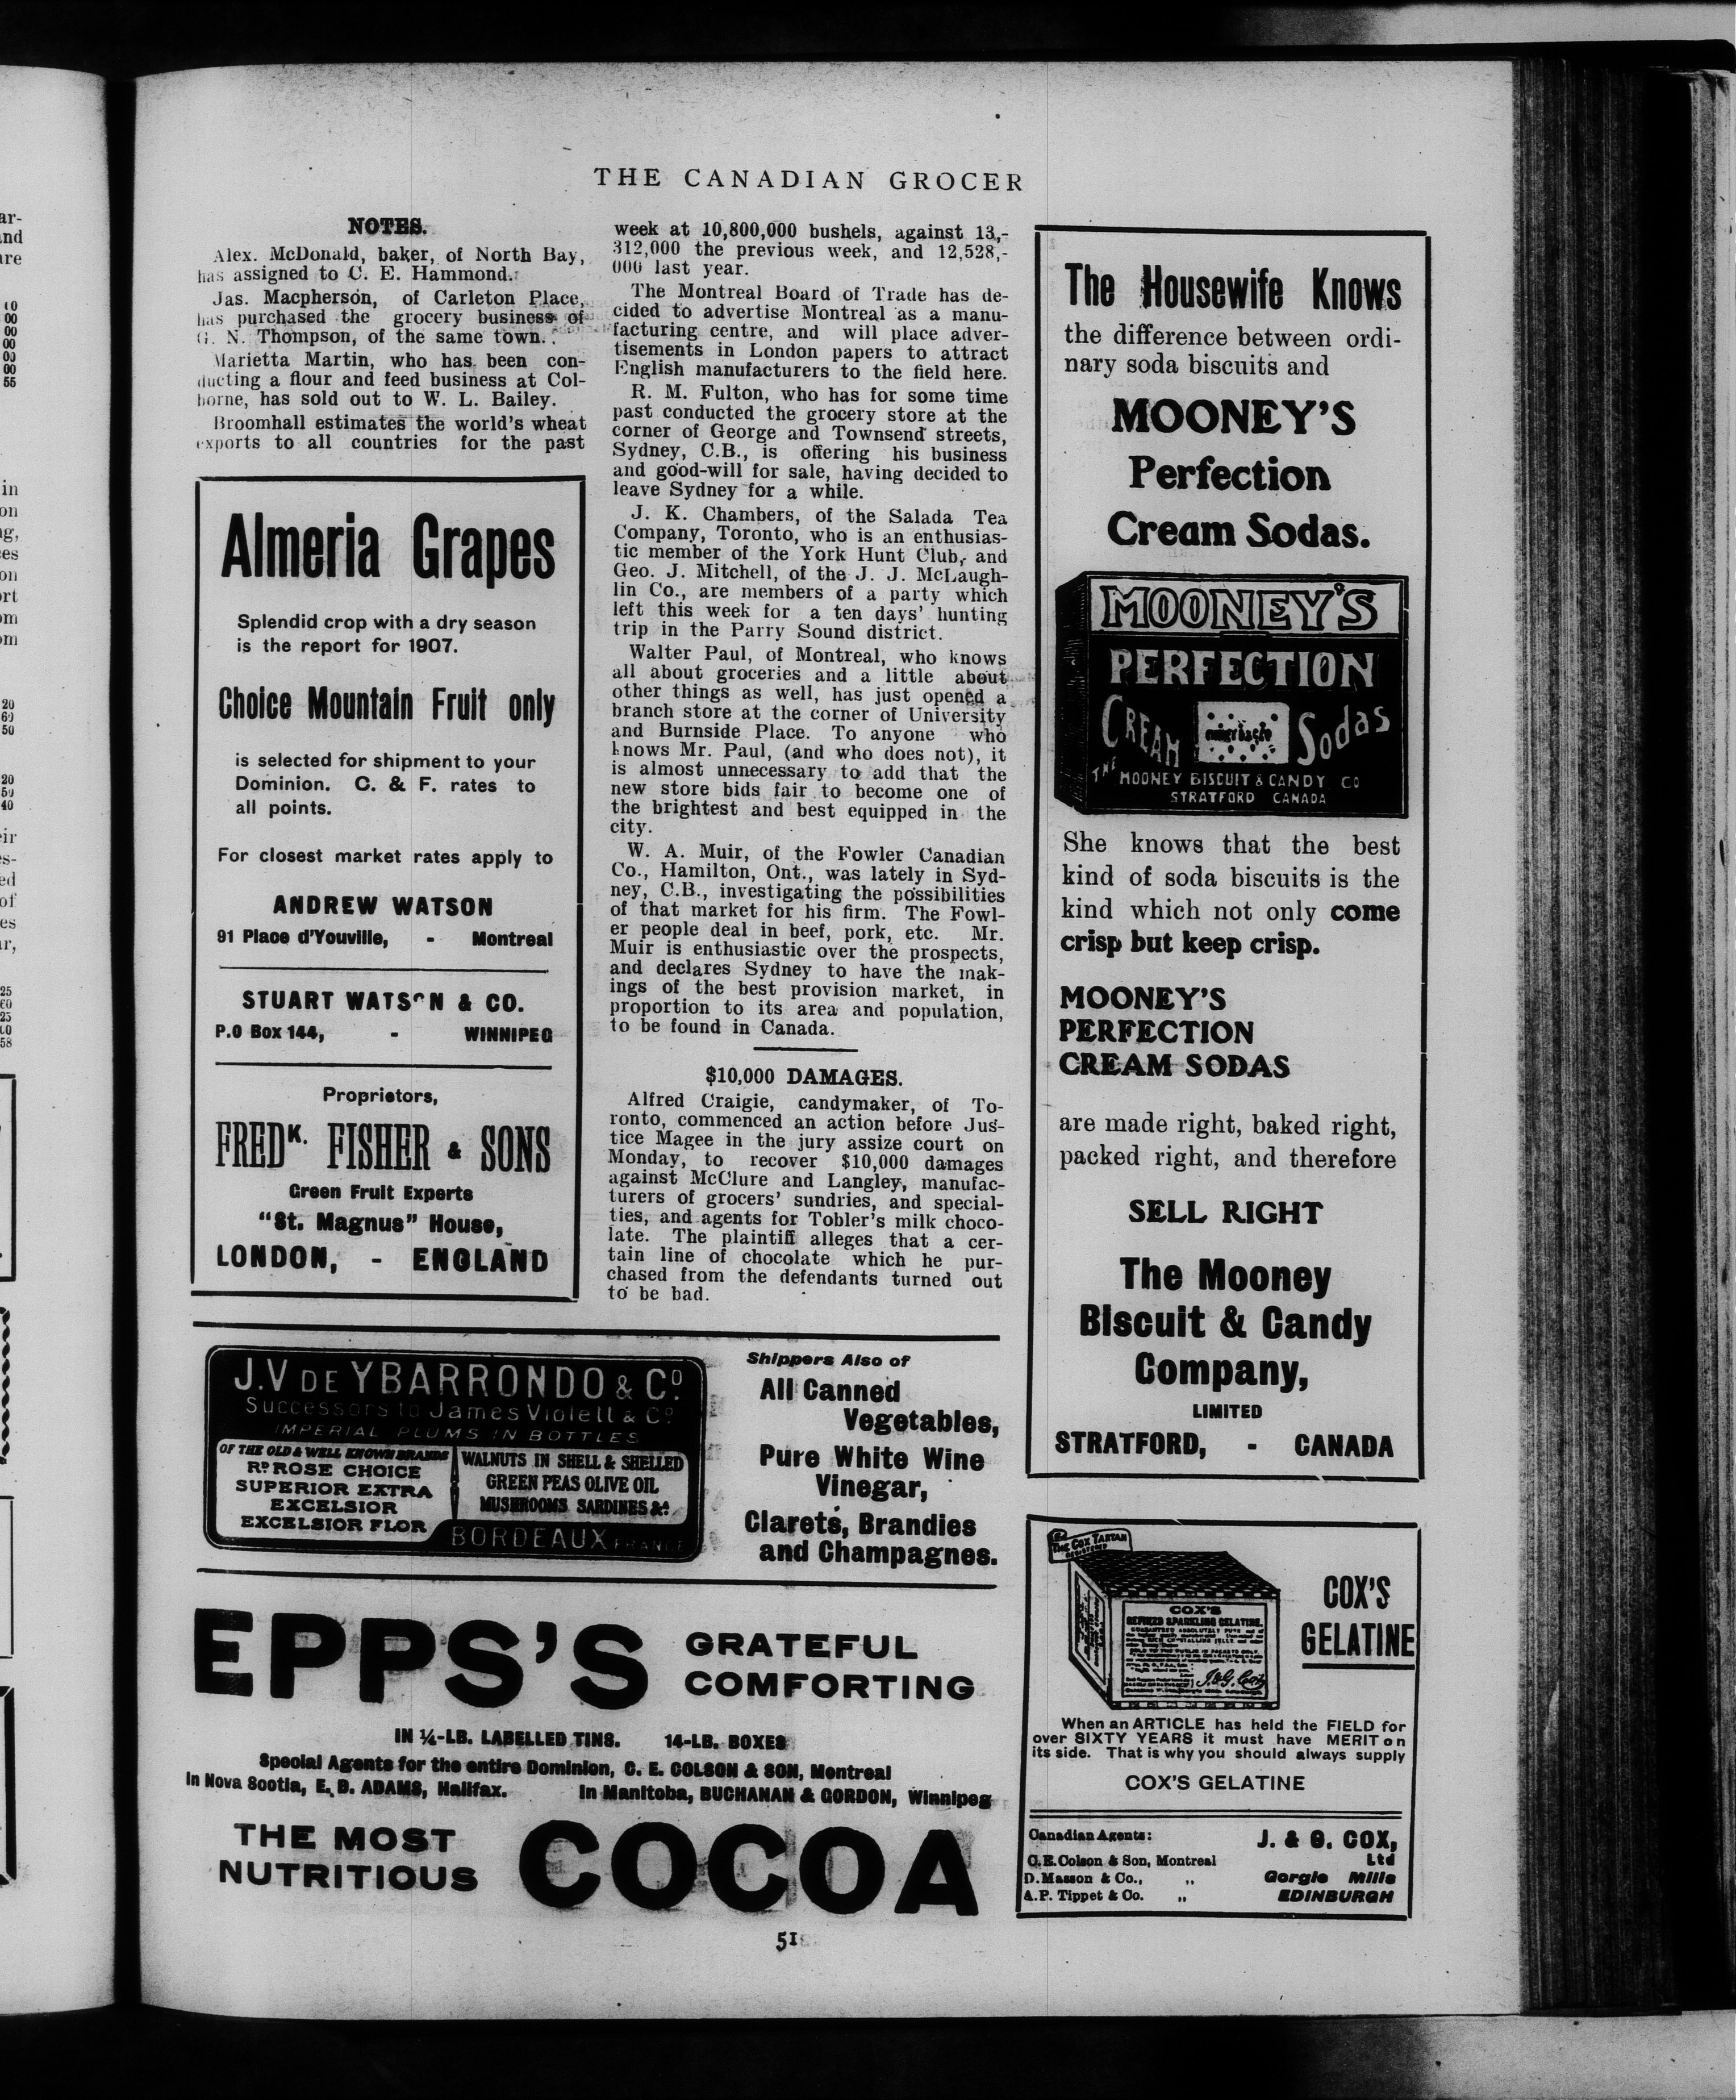 THE CANADIAN GROCER
NOTES.
Alex. McDonald, baker, of North Bay,
has assigned to C. E. Hammond.
Jas. Macpherson, of Carleton Place,
has purchased the grocery business of
G. N. Thompson, of the same town.
Marietta Martin, who has been con-
ducting a flour and feed business at Col-
borne, has sold out to W. L. Bailey.
Broomhall estimates the world's wheat
exports to all countries for the past
week at 10,800,000 bushels, against 13,-
312,000 the previous week, and 12,528,-
000 last year.
The Montreal Board of Trade has de-
cided to advertise Montreal as a manu-
facturing centre, and will place adver-
tisements in London papers to attract
English manufacturers to the field here.
R. M. Fulton, who has for some time
past conducted the grocery store at the
corner of George and Townsend streets,
Sydney, C.B., is offering his business
and good-will for sale, having decided to
leave Sydney for a while.
J. K. Chambers, of the Salada Tea
Company, Toronto, who is an enthusias-
tic member of the York Hunt Club, and
Geo. J. Mitchell, of the J. J. McLaugh-
lin Co., are members of a party which
left this week for a ten days' hunting
trip in the Parry Sound district.
Walter Paul, of Montreal, who knows
all about groceries and a little about
other things as well, has just opened a
branch store at the corner of University
and Burnside Place. To anyone who
knows Mr. Paul, (and who does not), it
is almost unnecessary to add that the
new store bids fair to become one of
the brightest and best equipped in the
city.
W. A. Muir, of the Fowler Canadian
Co., Hamilton, Ont., was lately in Syd-
ney, C.B., investigating the possibilities
of that market for his firm. The Fowl-
er people deal in beef, pork, etc. Mr.
Muir is enthusiastic over the prospects,
and declares Sydney to have the mak-
ings of the best provision market, in
proportion to its area and population,
to be found in Canada.
$10,000 DAMAGES.
Alfred Craigie, candymaker, of To-
ronto, commenced an action before Jus-
tice Magee in the jury assize court on
Monday, to recover $10,000 damages
against McClure and Langley, manufac-
turers of grocers' sundries, and special-
ties, and agents for Tobler's milk choco-
late. The plaintiff alleges that a cer-
tain line of chocolate which he pur-
chased from the defendants turned out
to be bad.
Almeria Grapes
Splendid crop with a dry season
is the report for 1907.
Choice Mountain Fruit only
is selected for shipment to your
Dominion. C. & F. rates to
all points.
For closest market rates apply to
ANDREW WATSON
91 Place d'Youville, - Montreal
STUART WATSON & CO.
P.O Box 144, - WINNIPEG
Proprietors,
FREDK. FISHER & SONS
Green Fruit Experts
"St. Magnus" House,
LONDON, - ENGLAND
The Housewife Knows
the difference between ordi-
nary soda biscuits and
MOONEY'S
Perfection
Cream Sodas.
MOONEY'S
PERFECTION
CREAM Sodas
THE MOONEY BISCUIT & CANDY CO
STRATFORD CANADA
She knows that the best
kind of soda biscuits is the
kind which not only come
crisp but keep crisp.
MOONEY'S
PERFECTION
CREAM SODAS
are made right, baked right,
packed right, and therefore
SELL RIGHT
The Mooney
Biscuit & Candy
Company,
LIMITED
STRATFORD, - CANADA
J.V DE YBARRONDO & Co.
Successors to James Violett & Co.
IMPERIAL PLUMS IN BOTTLES
OF THE OLD & WELL KNOWN BRANDS
Ro. ROSE CHOICE
SUPERIOR EXTRA
EXCELSIOR
EXCELSIOR FLOR
WALNUTS IN SHELL & SHELLED
GREEN PEAS OLIVE OIL
MUSHROOMS SARDINES &a.
BORDEAUX FRANCE
Shippers Also of
All Canned
Vegetables,
Pure White Wine
Vinegar,
Clarets, Brandies
and Champagnes.
EPPS'S
GRATEFUL
COMFORTING
IN ¼-LB. LABELLED TINS. 14-LB. BOXES
Special Agents for the entire Dominion, C. E. COLSON & SON, Montreal
In Nova Scotia, E. D. ADAMS, Halifax. In Manitoba, BUCHANAN & GORDON, Winnipeg
THE MOST
NUTRITIOUS
COCOA
THE COX TARTAN
REGISTERED
COX'S
REFINED SPARKLING GELATINE.
J.&G. Cox
COX'S
GELATINE
When an ARTICLE has held the FIELD for
over SIXTY YEARS it must have MERIT on
its side. That is why you should always supply
COX'S GELATINE
Canadian Agents:
C.E. Colson & Son, Montreal
D. Masson & Co., ,,
A.P. Tippet & Co. ,,
J. & G. COX,
Ltd
Gorgie Mills
EDINBURGH
51